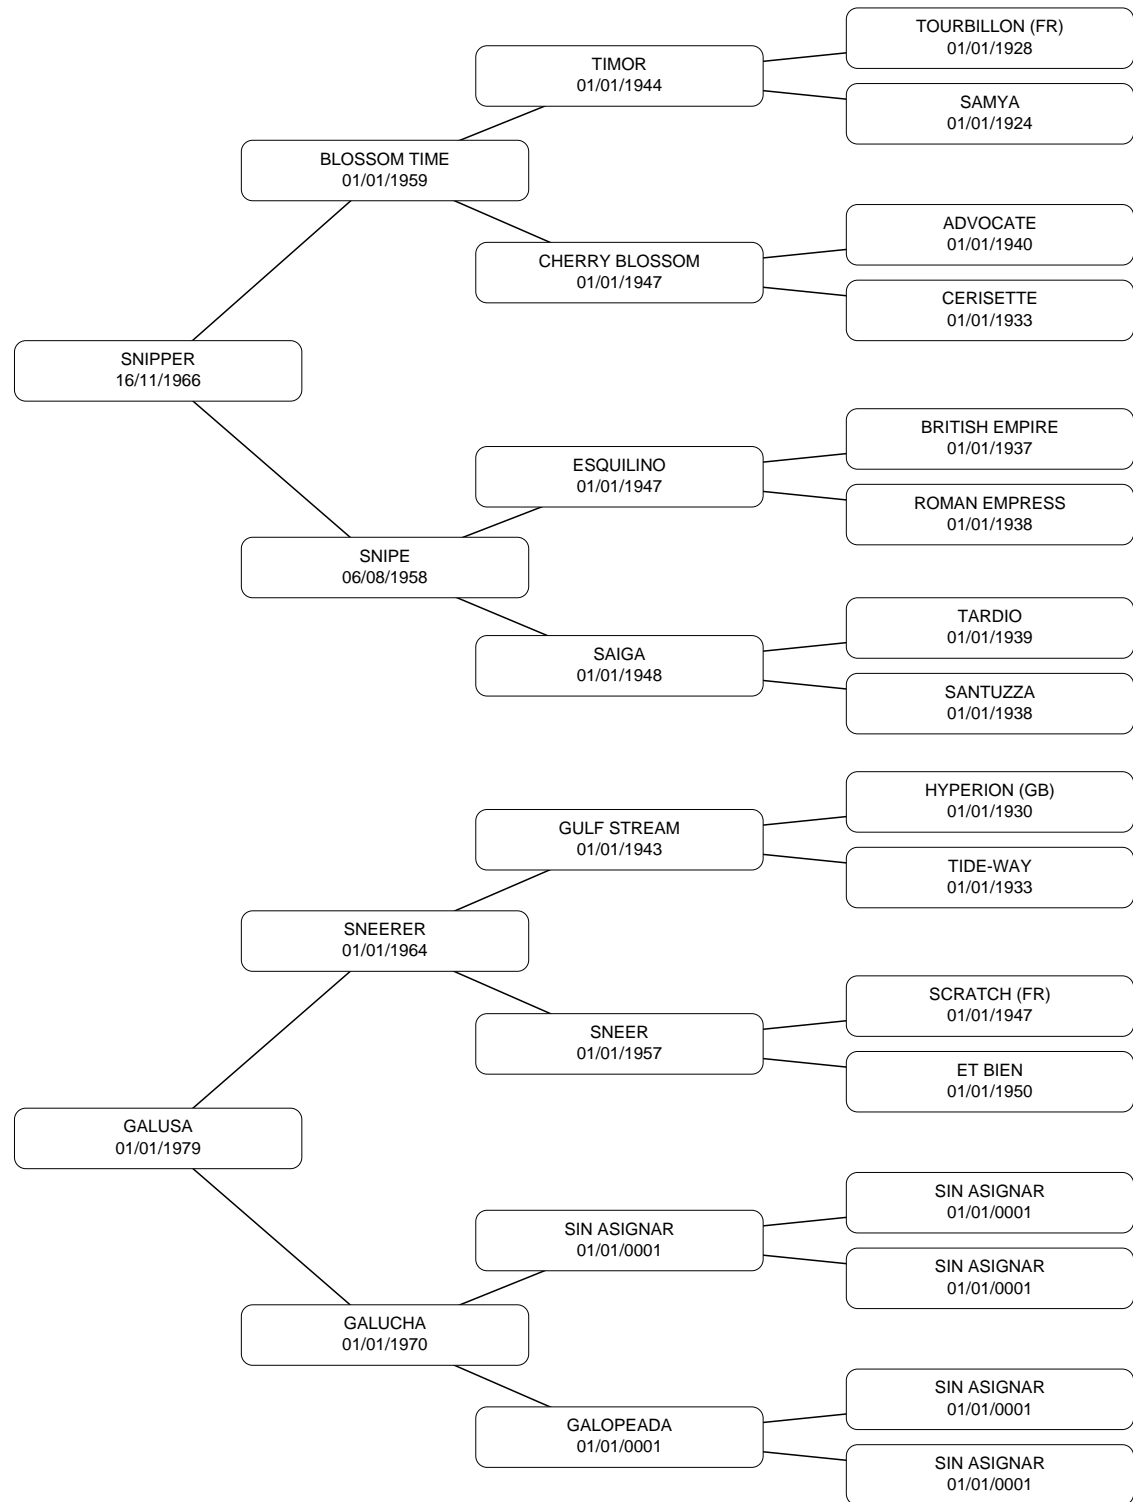 TOURBILLON (FR)
01/01/1928
TIMOR
01/01/1944
SAMYA
01/01/1924
BLOSSOM TIME
01/01/1959
ADVOCATE
01/01/1940
CHERRY BLOSSOM
01/01/1947
CERISETTE
01/01/1933
SNIPPER
16/11/1966
BRITISH EMPIRE
01/01/1937
ESQUILINO
01/01/1947
ROMAN EMPRESS
01/01/1938
SNIPE
06/08/1958
TARDIO
01/01/1939
SAIGA
01/01/1948
SANTUZZA
01/01/1938
HYPERION (GB)
01/01/1930
GULF STREAM
01/01/1943
TIDE-WAY
01/01/1933
SNEERER
01/01/1964
SCRATCH (FR)
01/01/1947
SNEER
01/01/1957
ET BIEN
01/01/1950
GALUSA
01/01/1979
SIN ASIGNAR
01/01/0001
SIN ASIGNAR
01/01/0001
SIN ASIGNAR
01/01/0001
GALUCHA
01/01/1970
SIN ASIGNAR
01/01/0001
GALOPEADA
01/01/0001
SIN ASIGNAR
01/01/0001